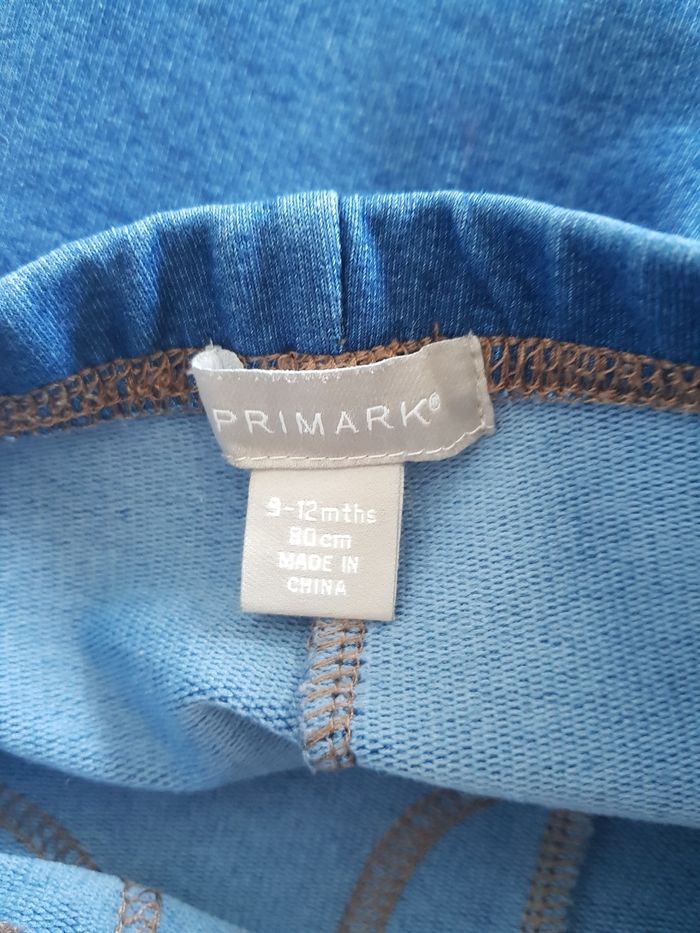 PRIMARK®
9-12mths
80cm
MADE IN
CHINA